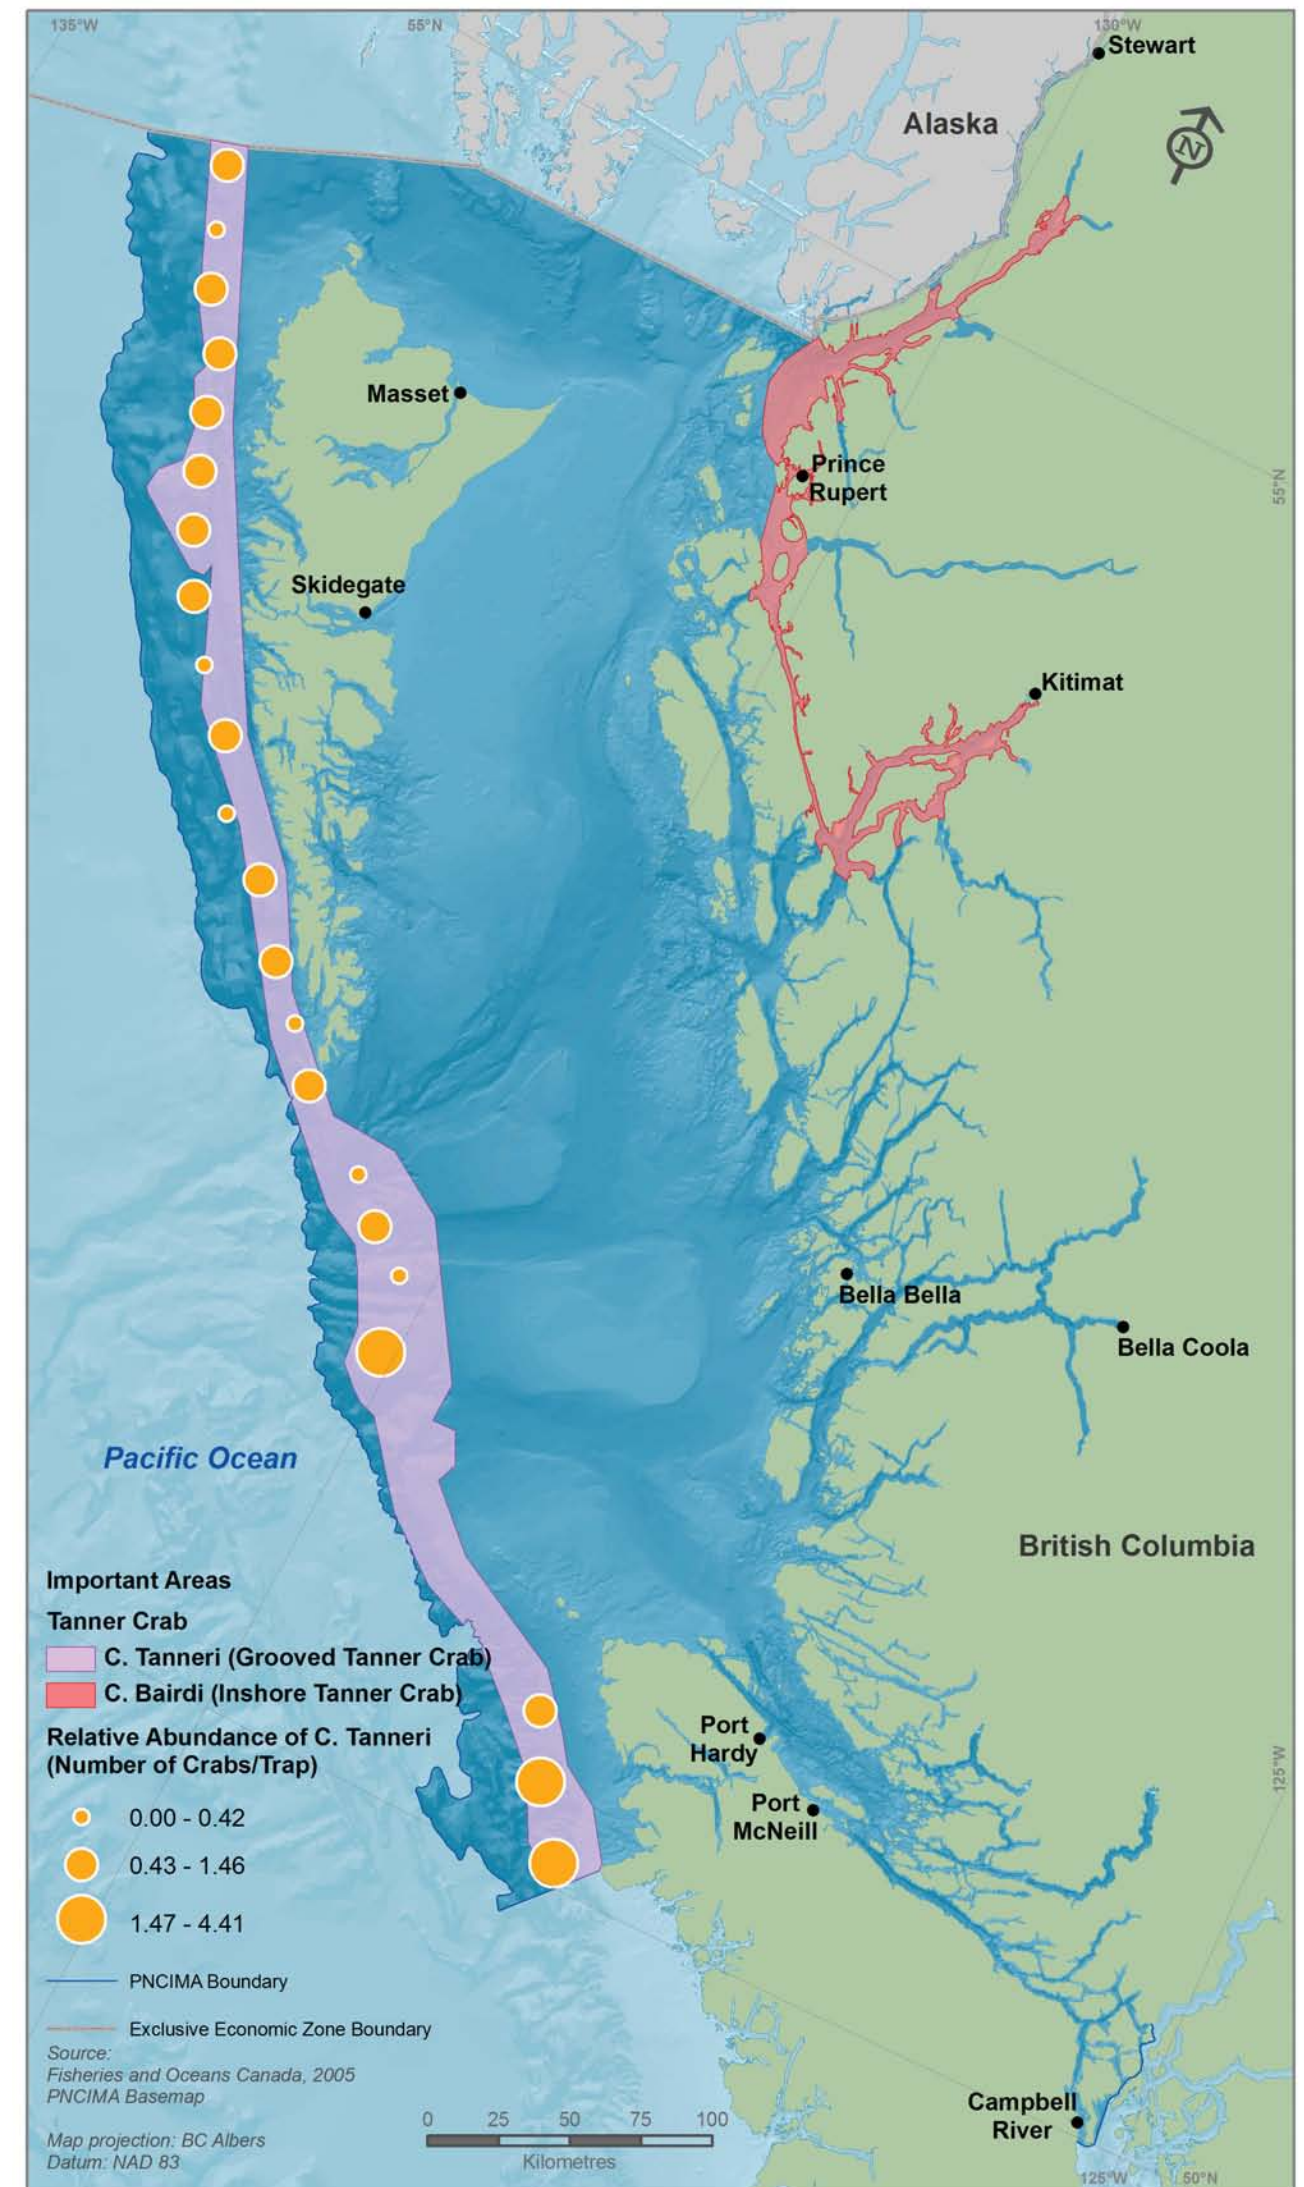 135°W
55°N
130°W
Stewart
Alaska
N
Masset
Prince
Rupert
55°N
Skidegate
Kitimat
Bella Bella
Bella Coola
Pacific Ocean
British Columbia
Important Areas
Tanner Crab
C. Tanneri (Grooved Tanner Crab)
C. Bairdi (Inshore Tanner Crab)
Relative Abundance of C. Tanneri
(Number of Crabs/Trap)
0.00 - 0.42
0.43 - 1.46
1.47 - 4.41
PNCIMA Boundary
Exclusive Economic Zone Boundary
Source:
Fisheries and Oceans Canada, 2005
PNCIMA Basemap
Map projection: BC Albers
Datum: NAD 83
Port
Hardy
Port
McNeill
125°W
Campbell
River
0 25 50 75 100
Kilometres
125°W
50°N